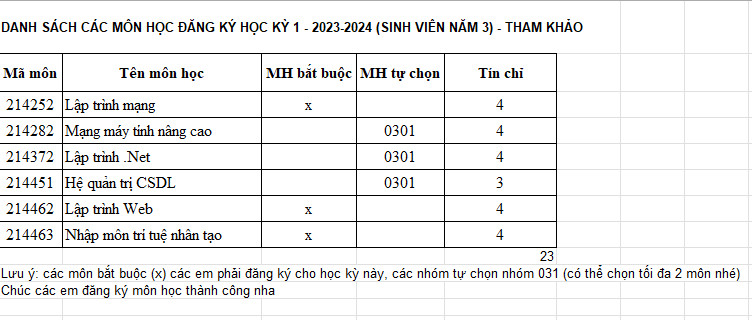 DANH SÁCH CÁC MÔN HỌC ĐĂNG KÝ HỌC KỲ 1 - 2023-2024 (SINH VIÊN NĂM 3) - THAM KHẢO
Mã môn Tên môn học MH bắt buộc MH tự chọn Tín chỉ
214252 Lập trình mạng x 4
214282 Mạng máy tính nâng cao 0301 4
214372 Lập trình .Net 0301 4
214451 Hệ quản trị CSDL 0301 3
214462 Lập trình Web x 4
214463 Nhập môn trí tuệ nhân tạo x 4
23
Lưu ý: các môn bắt buộc (x) các em phải đăng ký cho học kỳ này, các nhóm tự chọn nhóm 031 (có thể chọn tối đa 2 môn nhé)
Chúc các em đăng ký môn học thành công nha